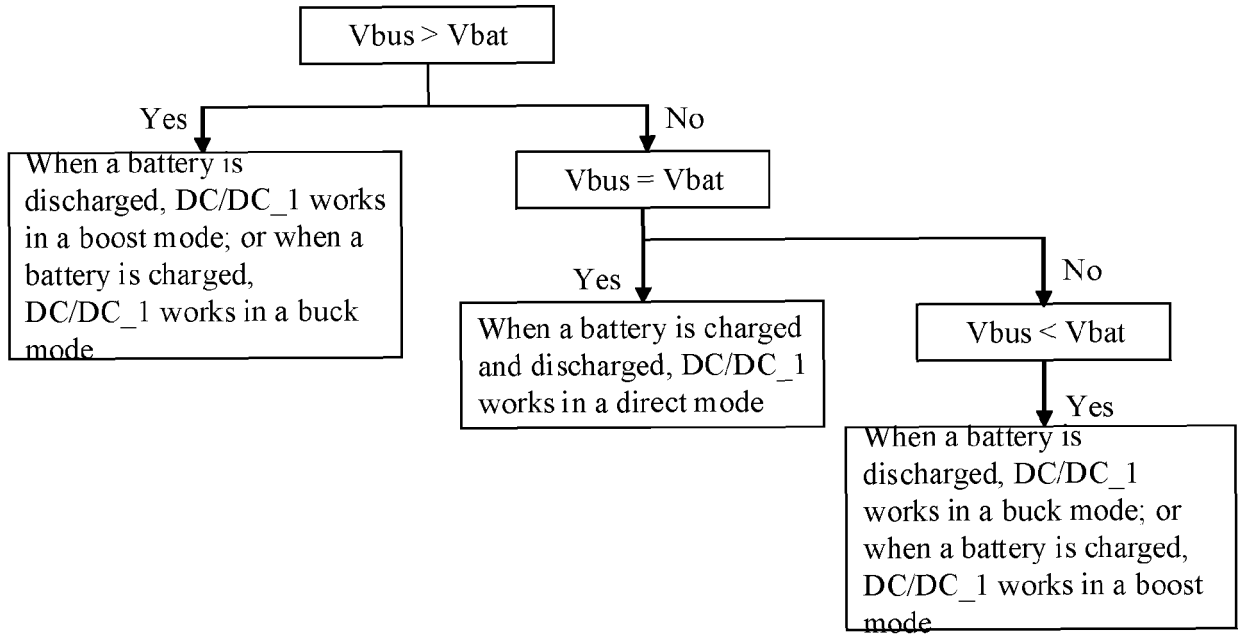 Vbus > Vbat
Yes
No
When a battery is
discharged, DC/DC_1 works
in a boost mode; or when a
battery is charged,
DC/DC_1 works in a buck
mode
Vbus = Vbat
Yes
No
When a battery is charged
and discharged, DC/DC_1
works in a direct mode
Vbus < Vbat
Yes
When a battery is
discharged, DC/DC_1
works in a buck mode; or
when a battery is charged,
DC/DC_1 works in a boost
mode